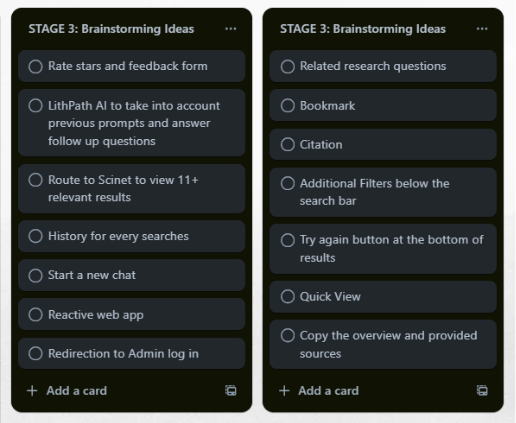 STAGE 3: Brainstorming Ideas
Rate stars and feedback form
LithPath AI to take into account
previous prompts and answer
follow up questions
Route to Scinet to view 11+
relevant results
History for every searches
Start a new chat
Reactive web app
Redirection to Admin log in
+ Add a card
STAGE 3: Brainstorming Ideas
Related research questions
Bookmark
Citation
Additional Filters below the
search bar
Try again button at the bottom of
results
Quick View
Copy the overview and provided
sources
+ Add a card